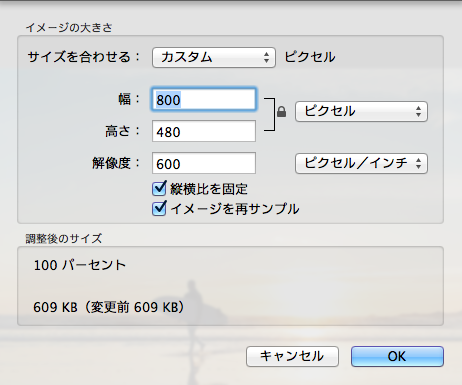 イメージの大きさ
サイズを合わせる： カスタム ピクセル
幅： 800
高さ： 480
ピクセル
解像度： 600 ピクセル／インチ
縦横比を固定
イメージを再サンプル
調整後のサイズ
100 パーセント
609 KB（変更前 609 KB）
キャンセル OK